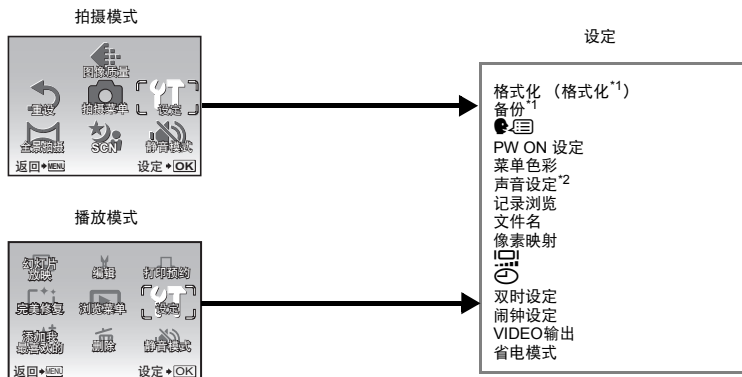 拍摄模式
图像质量
重设 拍摄菜单 设定
全景拍摄 SCN 静音模式
返回 MENU 设定 OK
播放模式
幻灯片放映 编辑 打印预约
完美修复 浏览菜单 设定
添加我最喜欢的 删除 静音模式
返回 MENU 设定 OK
设定
格式化 （格式化*1）
备份*1
PW ON 设定
菜单色彩
声音设定*2
记录浏览
文件名
像素映射
双时设定
闹钟设定
VIDEO输出
省电模式